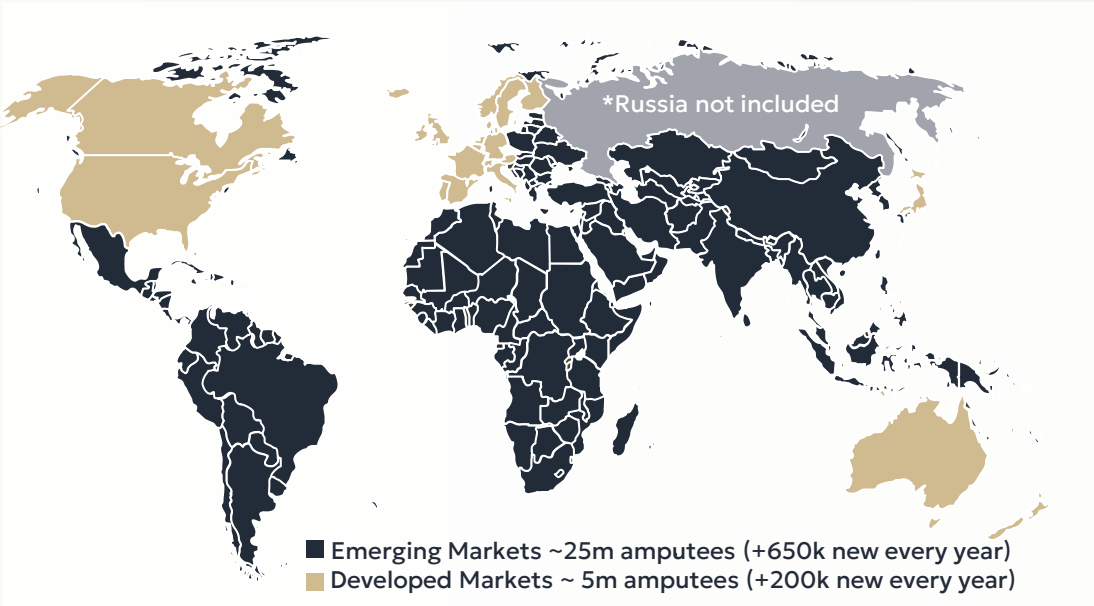 *Russia not included
Emerging Markets ~25m amputees (+650k new every year)
Developed Markets ~ 5m amputees (+200k new every year)